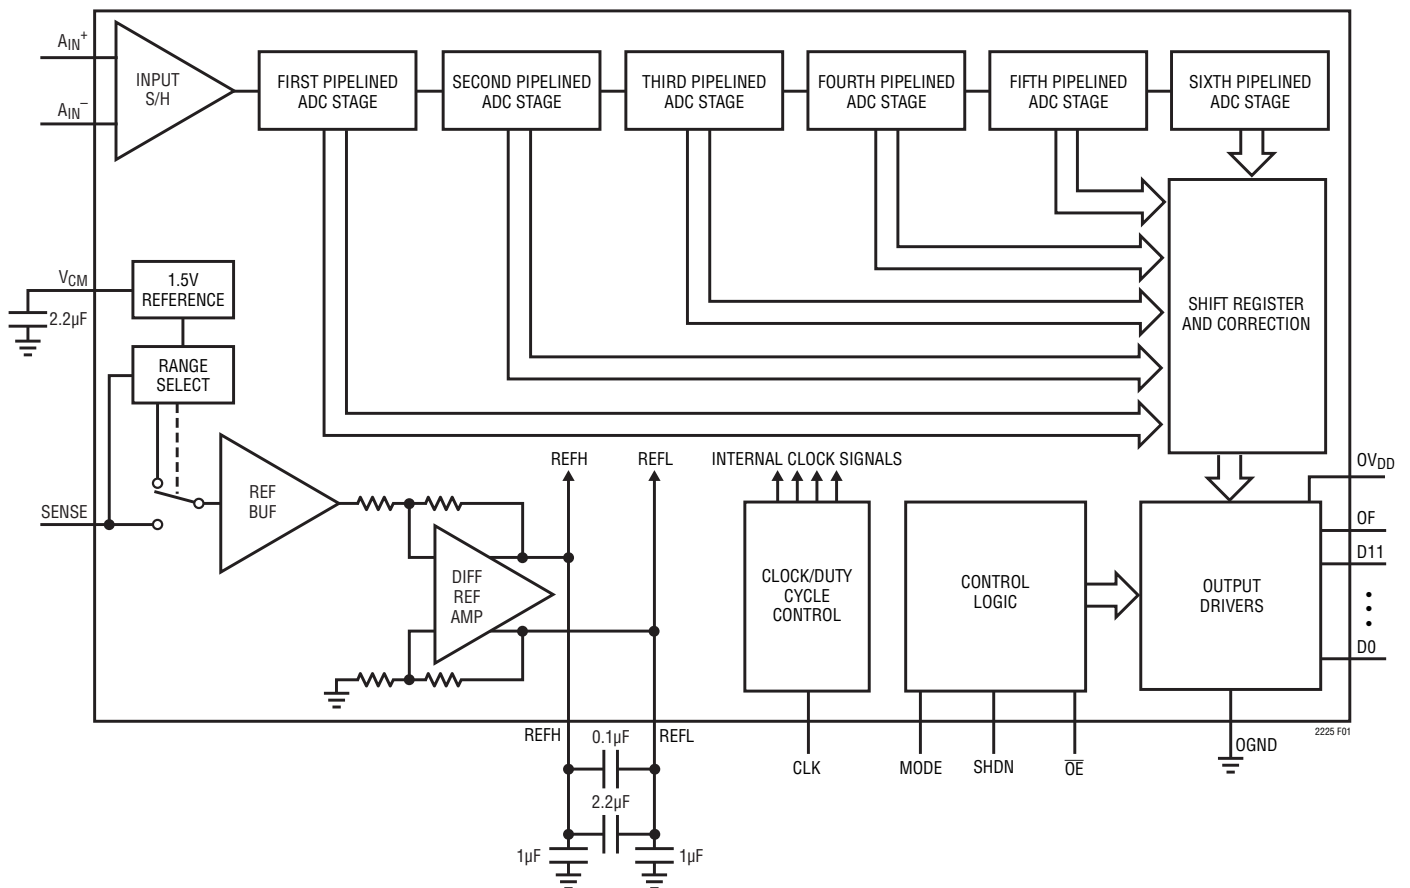 AIN+
AIN−
INPUT
S/H
FIRST PIPELINED
ADC STAGE
SECOND PIPELINED
ADC STAGE
THIRD PIPELINED
ADC STAGE
FOURTH PIPELINED
ADC STAGE
FIFTH PIPELINED
ADC STAGE
SIXTH PIPELINED
ADC STAGE
SHIFT REGISTER
AND CORRECTION
VCM
2.2µF
1.5V
REFERENCE
RANGE
SELECT
SENSE
REF
BUF
DIFF
REF
AMP
REFH
REFL
INTERNAL CLOCK SIGNALS
CLOCK/DUTY
CYCLE
CONTROL
CONTROL
LOGIC
OUTPUT
DRIVERS
OVDD
OF
D11
D0
REFH
0.1µF
REFL
2.2µF
1µF
1µF
CLK
MODE
SHDN
O̅E̅
OGND
2225 F01